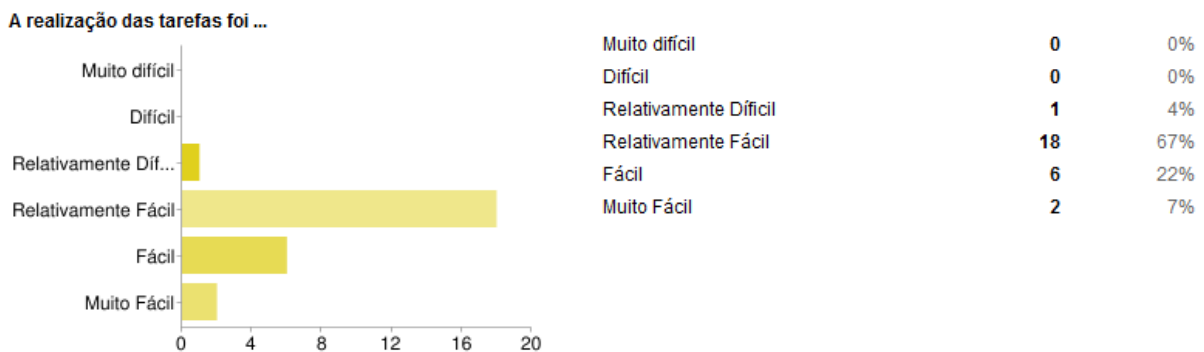 A realização das tarefas foi ...
Muito difícil
Difícil
Relativamente Díf...
Relativamente Fácil
Fácil
Muito Fácil
0 4 8 12 16 20
Muito difícil 0 0%
Difícil 0 0%
Relativamente Díficil 1 4%
Relativamente Fácil 18 67%
Fácil 6 22%
Muito Fácil 2 7%